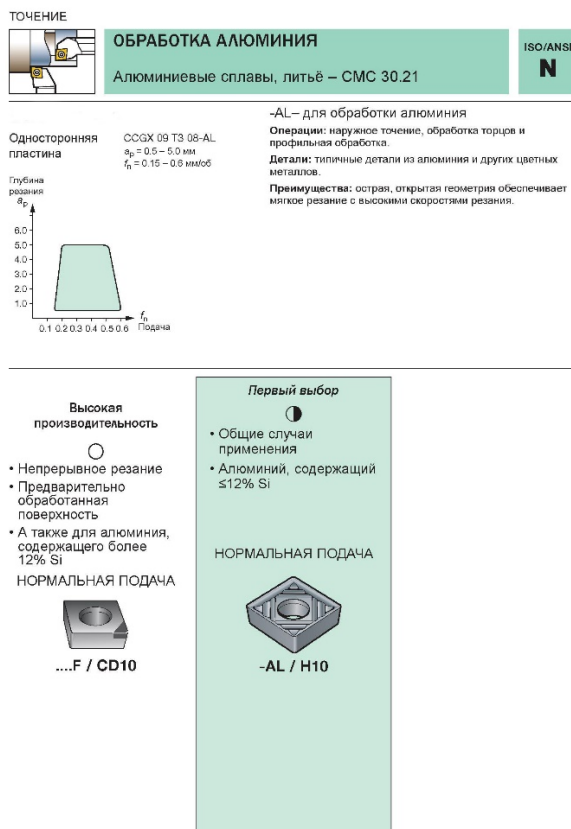 ТОЧЕНИЕ
ОБРАБОТКА АЛЮМИНИЯ
Алюминиевые сплавы, литьё – СМС 30.21
ISO/ANSI
N
Односторонняя
пластина
CCGX 09 T3 08-AL
ap = 0.5 – 5.0 мм
fn = 0.15 – 0.6 мм/об
-AL– для обработки алюминия
Операции: наружное точение, обработка торцов и
профильная обработка.
Детали: типичные детали из алюминия и других цветных
металлов.
Преимущества: острая, открытая геометрия обеспечивает
мягкое резание с высокими скоростями резания.
Глубина
резания
ap
6.0
5.0
4.0
3.0
2.0
1.0
0.1 0.2 0.3 0.4 0.5 0.6
fn
Подача
Высокая
производительность
• Непрерывное резание
• Предварительно
обработанная
поверхность
• А также для алюминия,
содержащего более
12% Si
НОРМАЛЬНАЯ ПОДАЧА
....F / CD10
Первый выбор
• Общие случаи
применения
• Алюминий, содержащий
≤12% Si
НОРМАЛЬНАЯ ПОДАЧА
-AL / H10